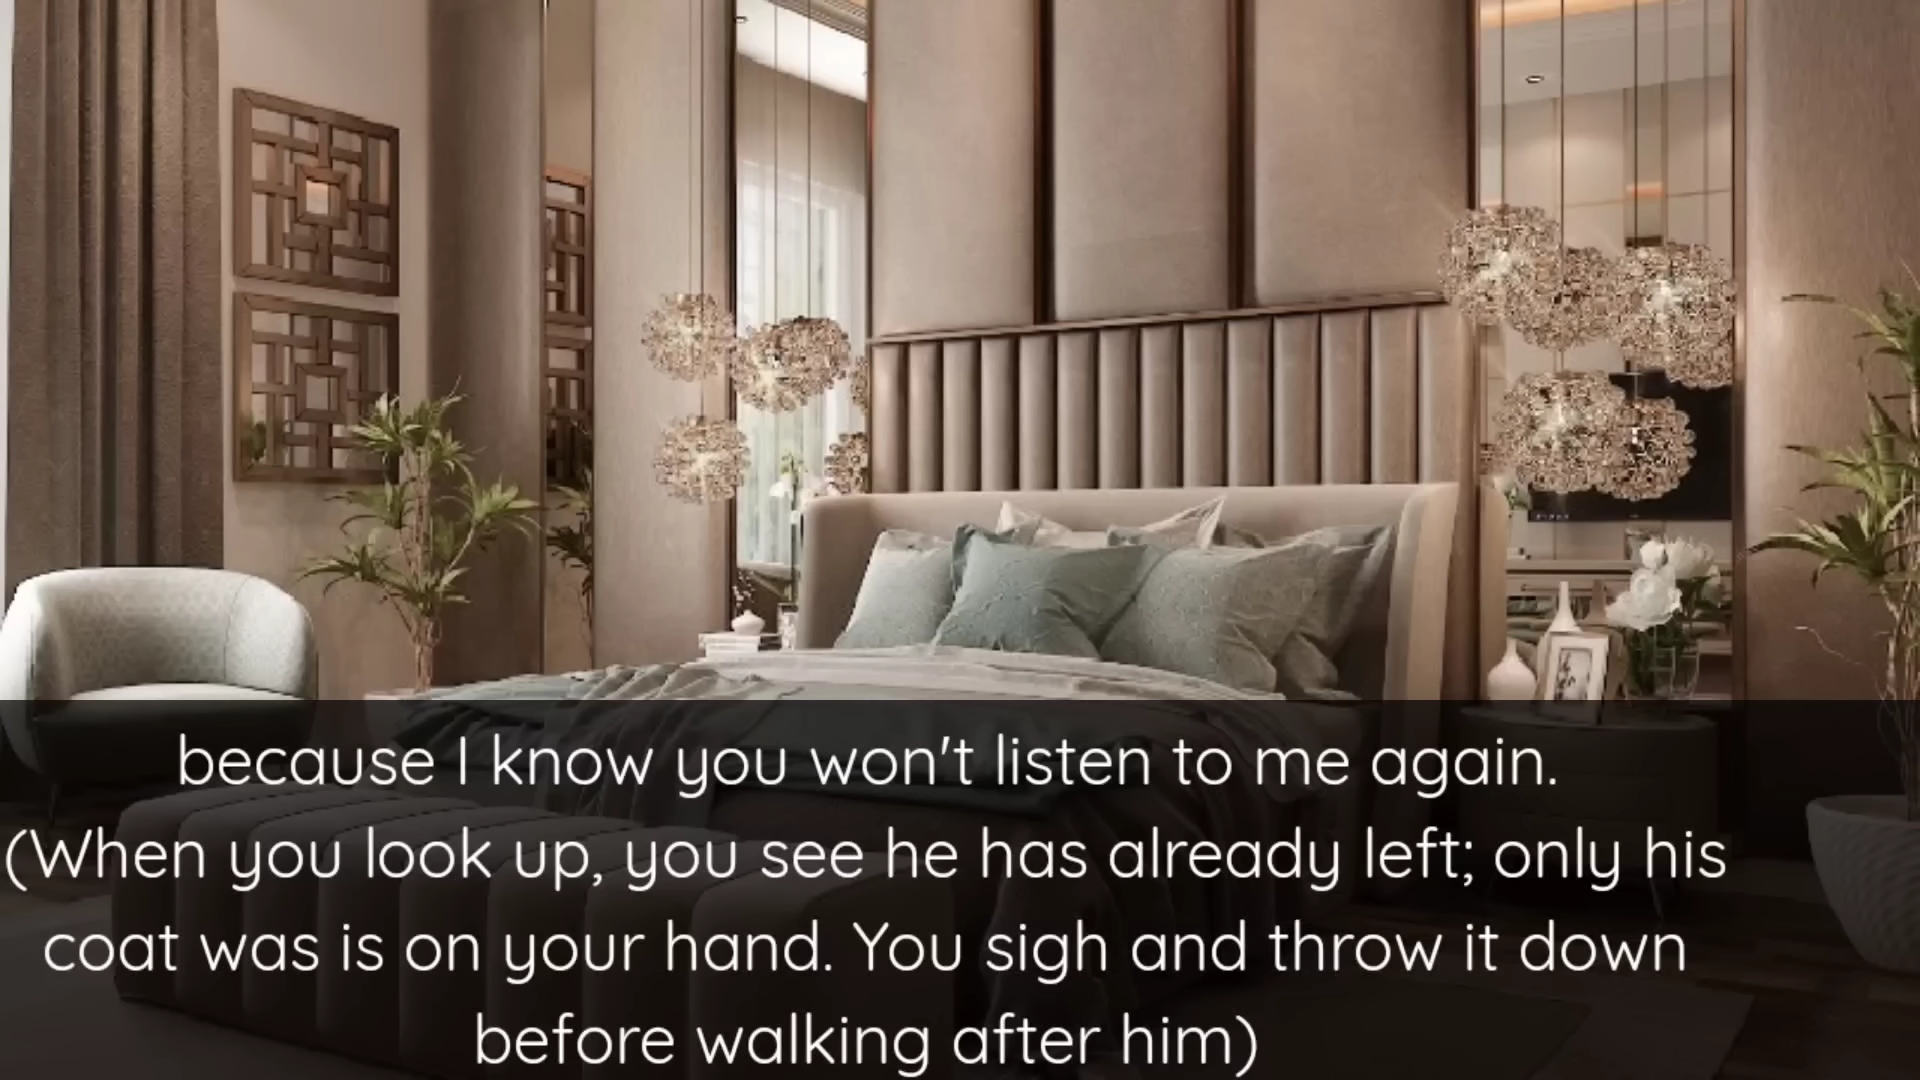 because I know you won't listen to me again.
(When you look up, you see he has already left; only his
coat was is on your hand. You sigh and throw it down
before walking after him)